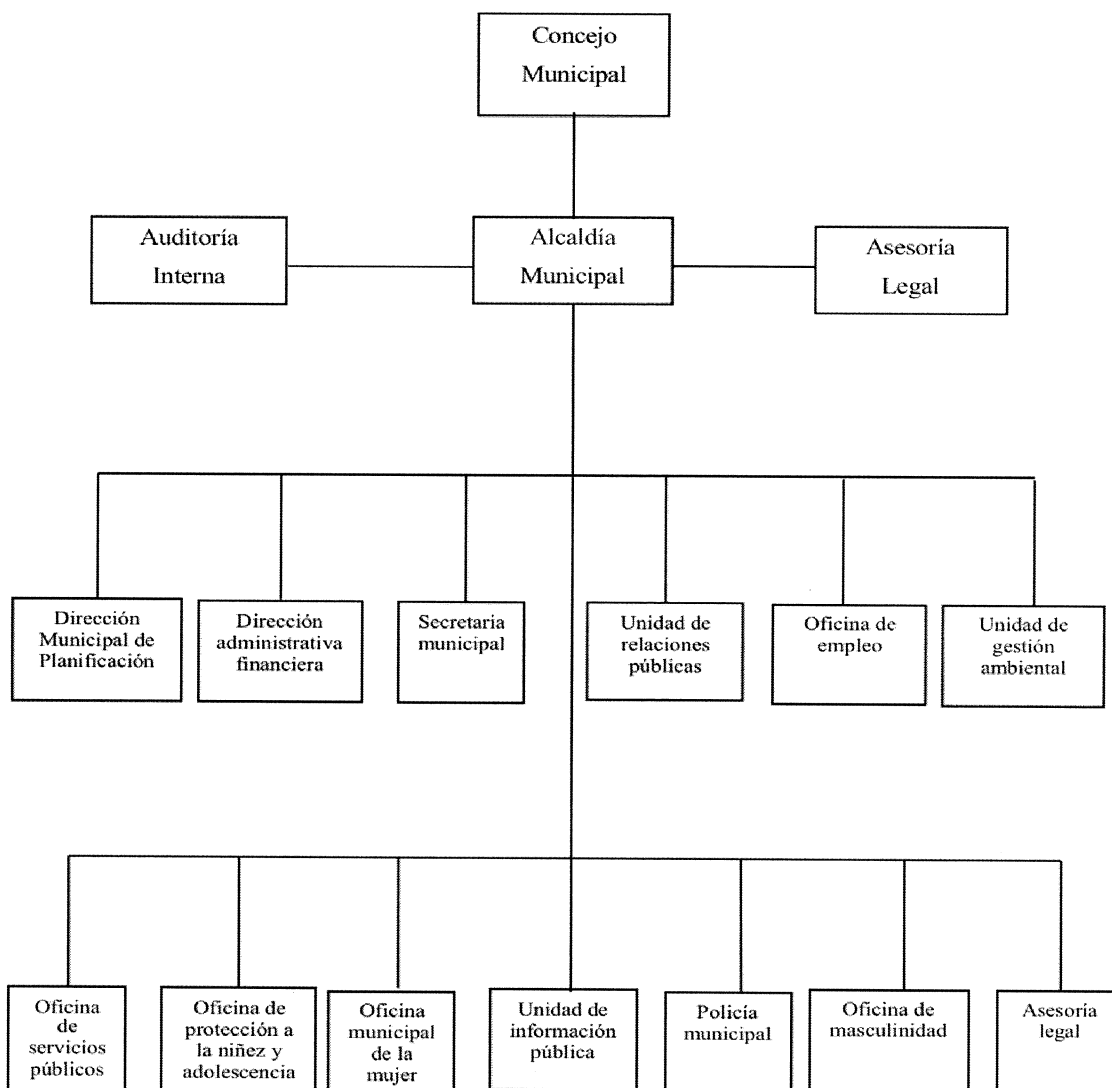 Concejo
Municipal
Auditoría
Interna
Alcaldía
Municipal
Asesoría
Legal
Dirección
Municipal de
Planificación
Dirección
administrativa
financiera
Secretaria
municipal
Unidad de
relaciones
públicas
Oficina de
empleo
Unidad de
gestión
ambiental
Oficina
de
servicios
públicos
Oficina de
protección a
la niñez y
adolescencia
Oficina
municipal
de la
mujer
Unidad de
información
pública
Policía
municipal
Oficina de
masculinidad
Asesoría
legal